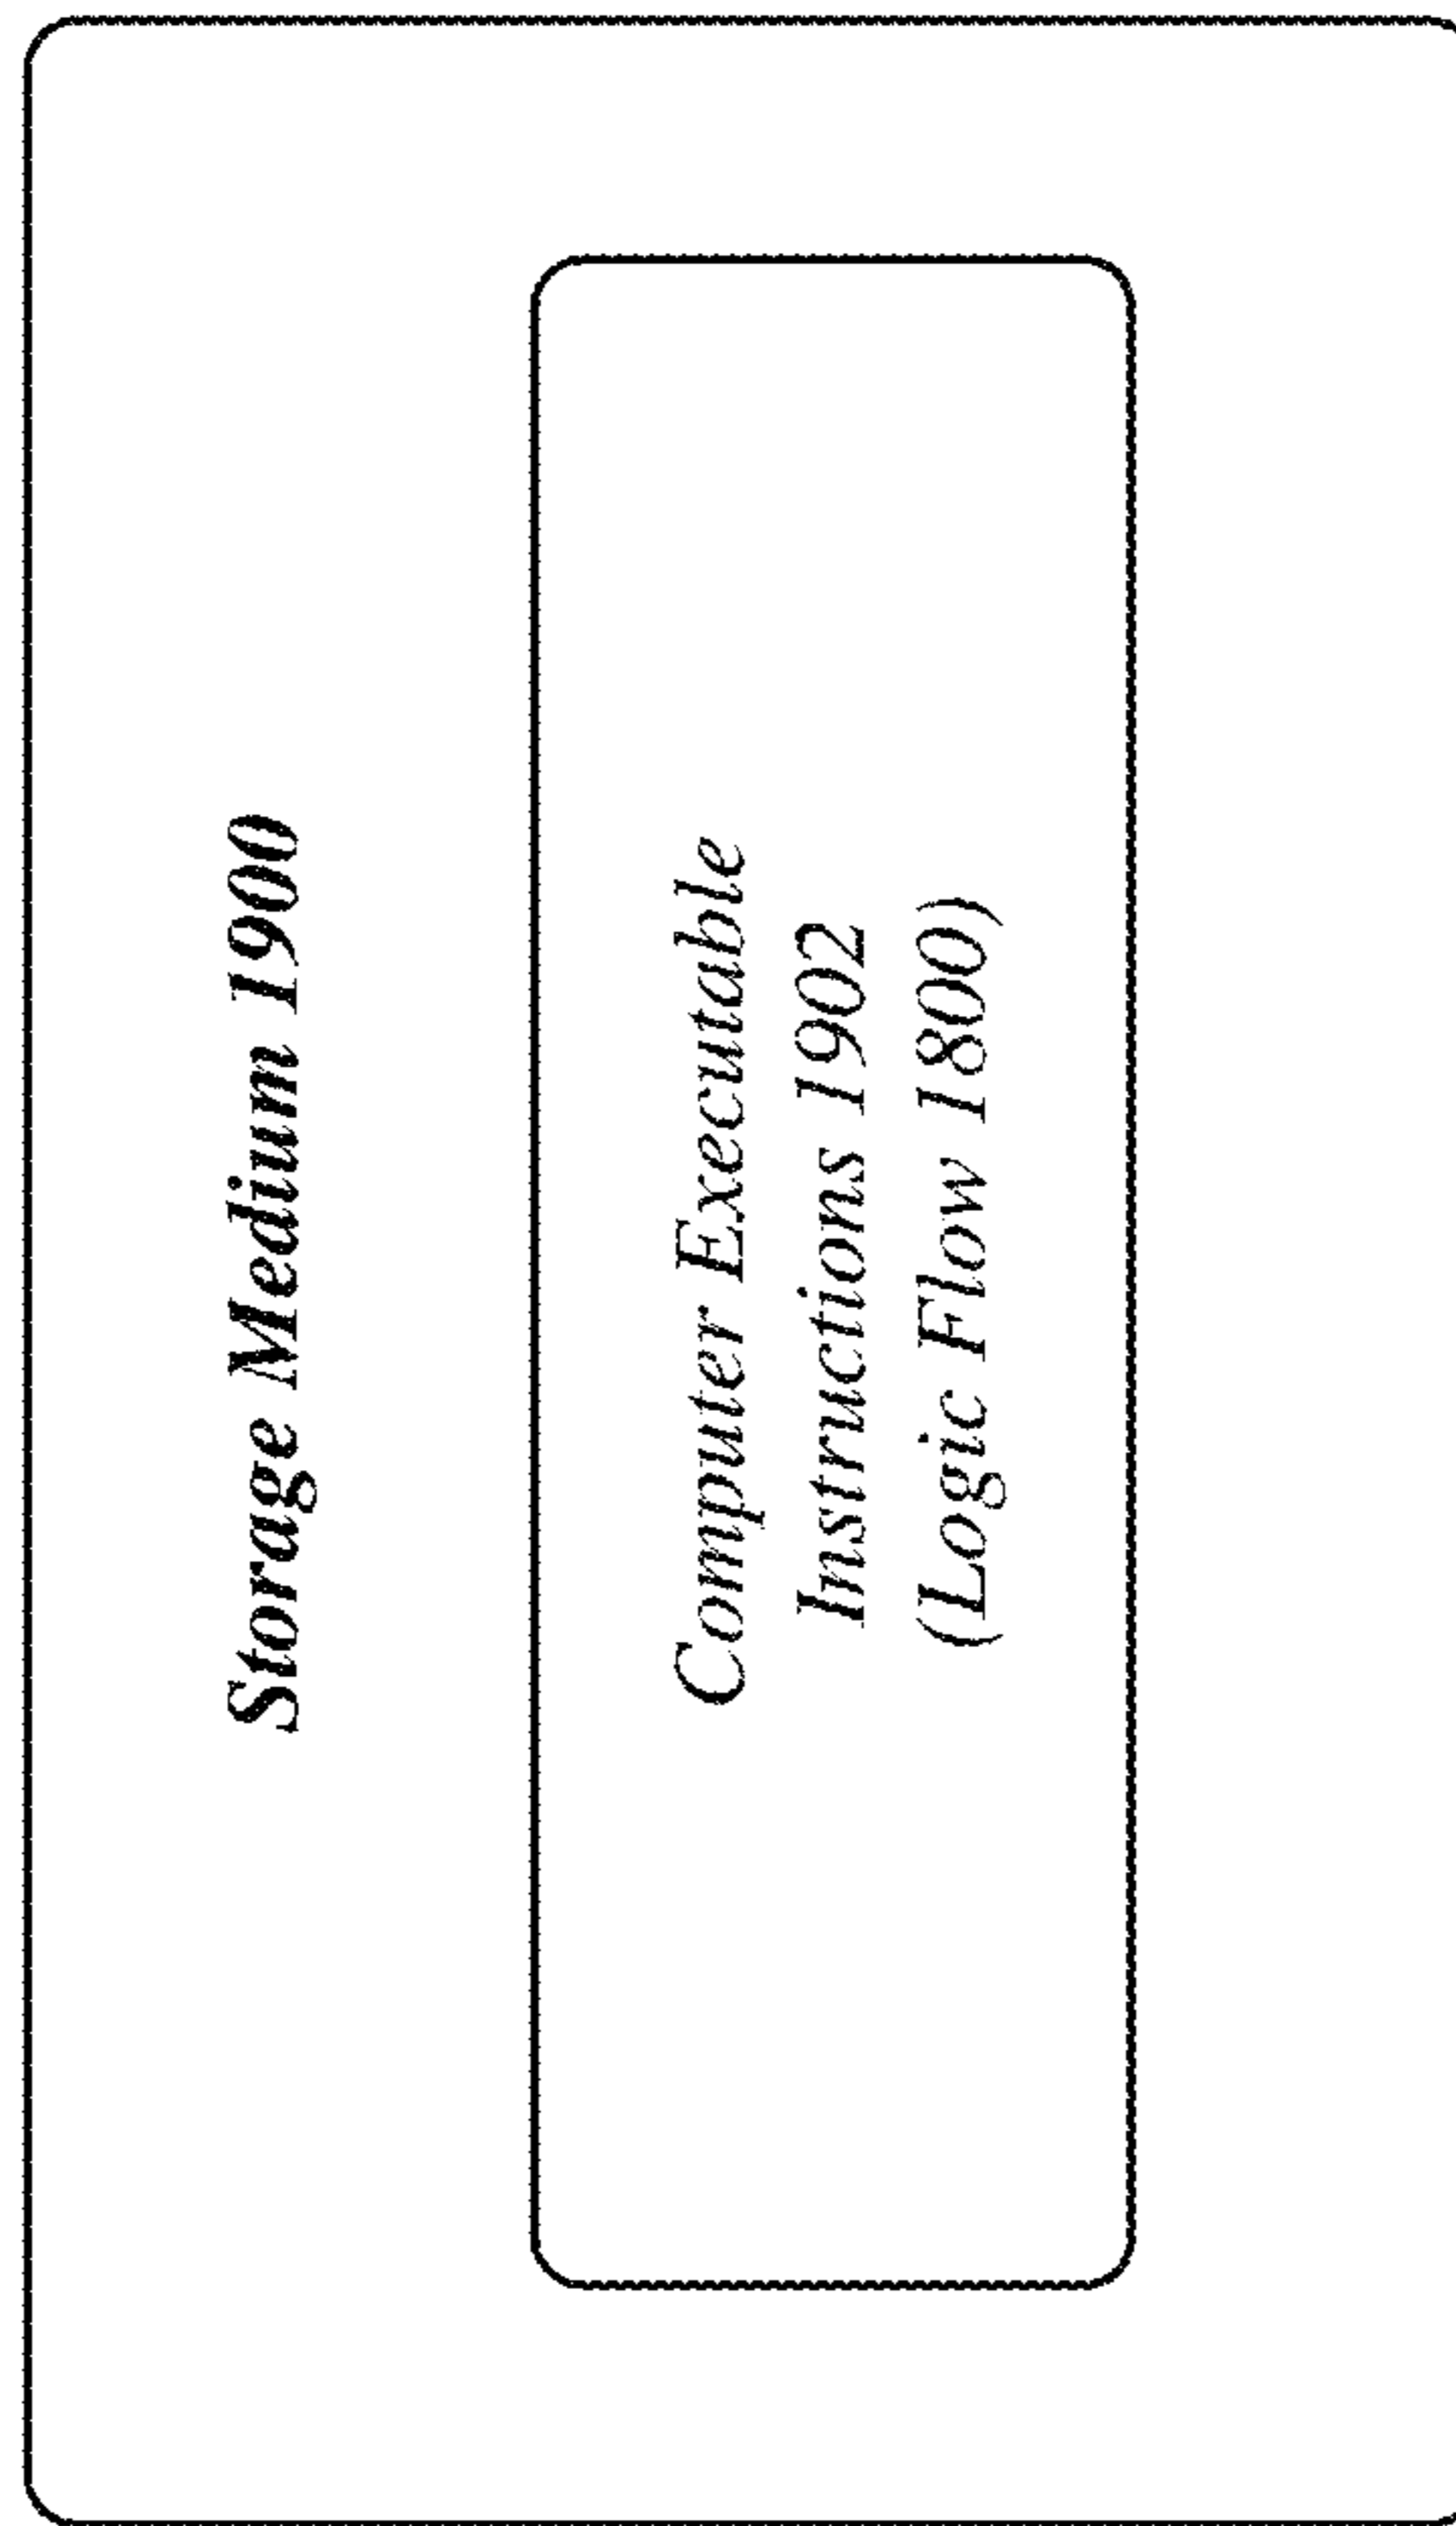 Storage Medium 1900
Computer Executable
Instructions 1902
(Logic Flow 1800)